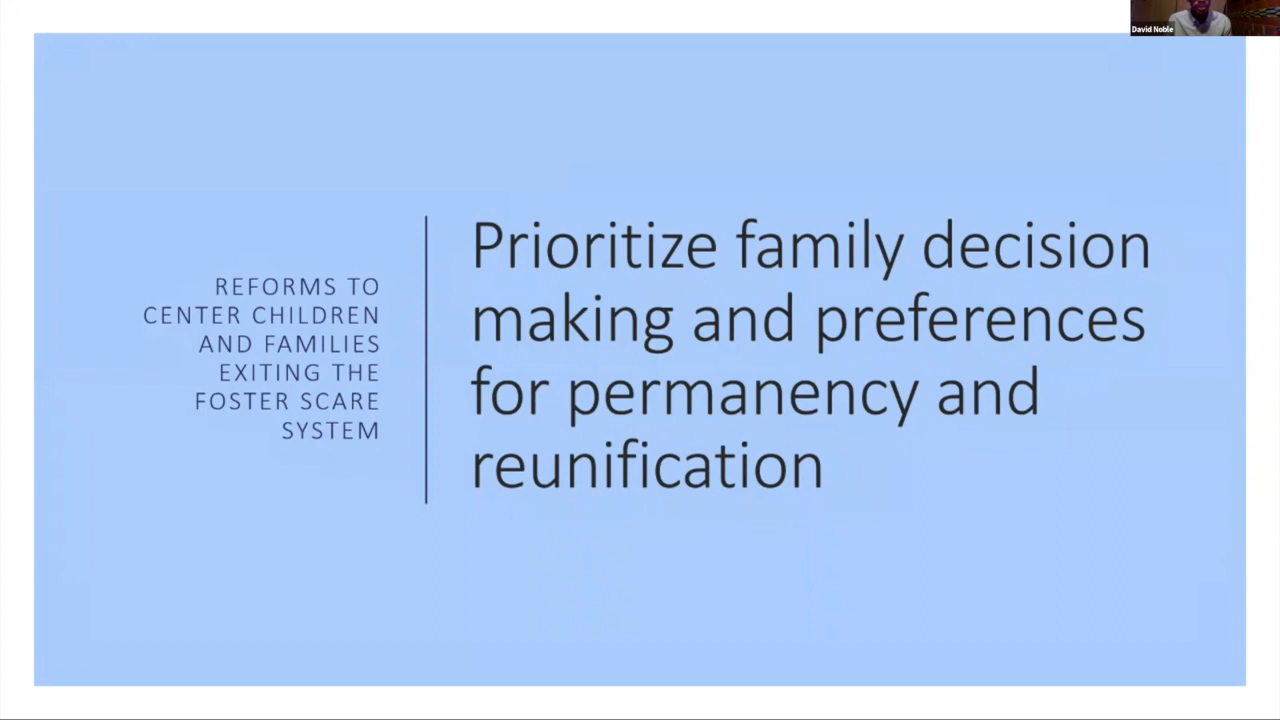 David Noble
REFORMS TO
CENTER CHILDREN
AND FAMILIES
EXITING THE
FOSTER SCARE
SYSTEM
Prioritize family decision
making and preferences
for permanency and
reunification